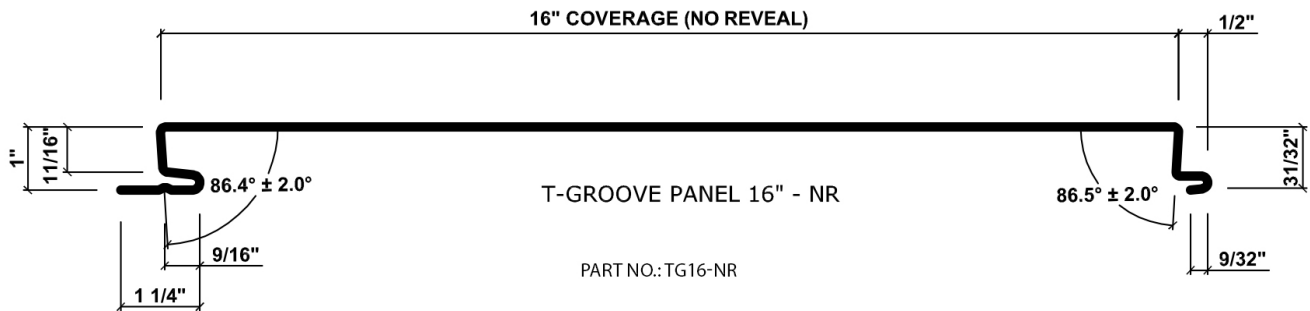 16" COVERAGE (NO REVEAL)
1/2"
1"
11/16"
31/32"
86.4° ± 2.0°
T-GROOVE PANEL 16" - NR
86.5° ± 2.0°
9/16"
9/32"
PART NO.: TG16-NR
1 1/4"